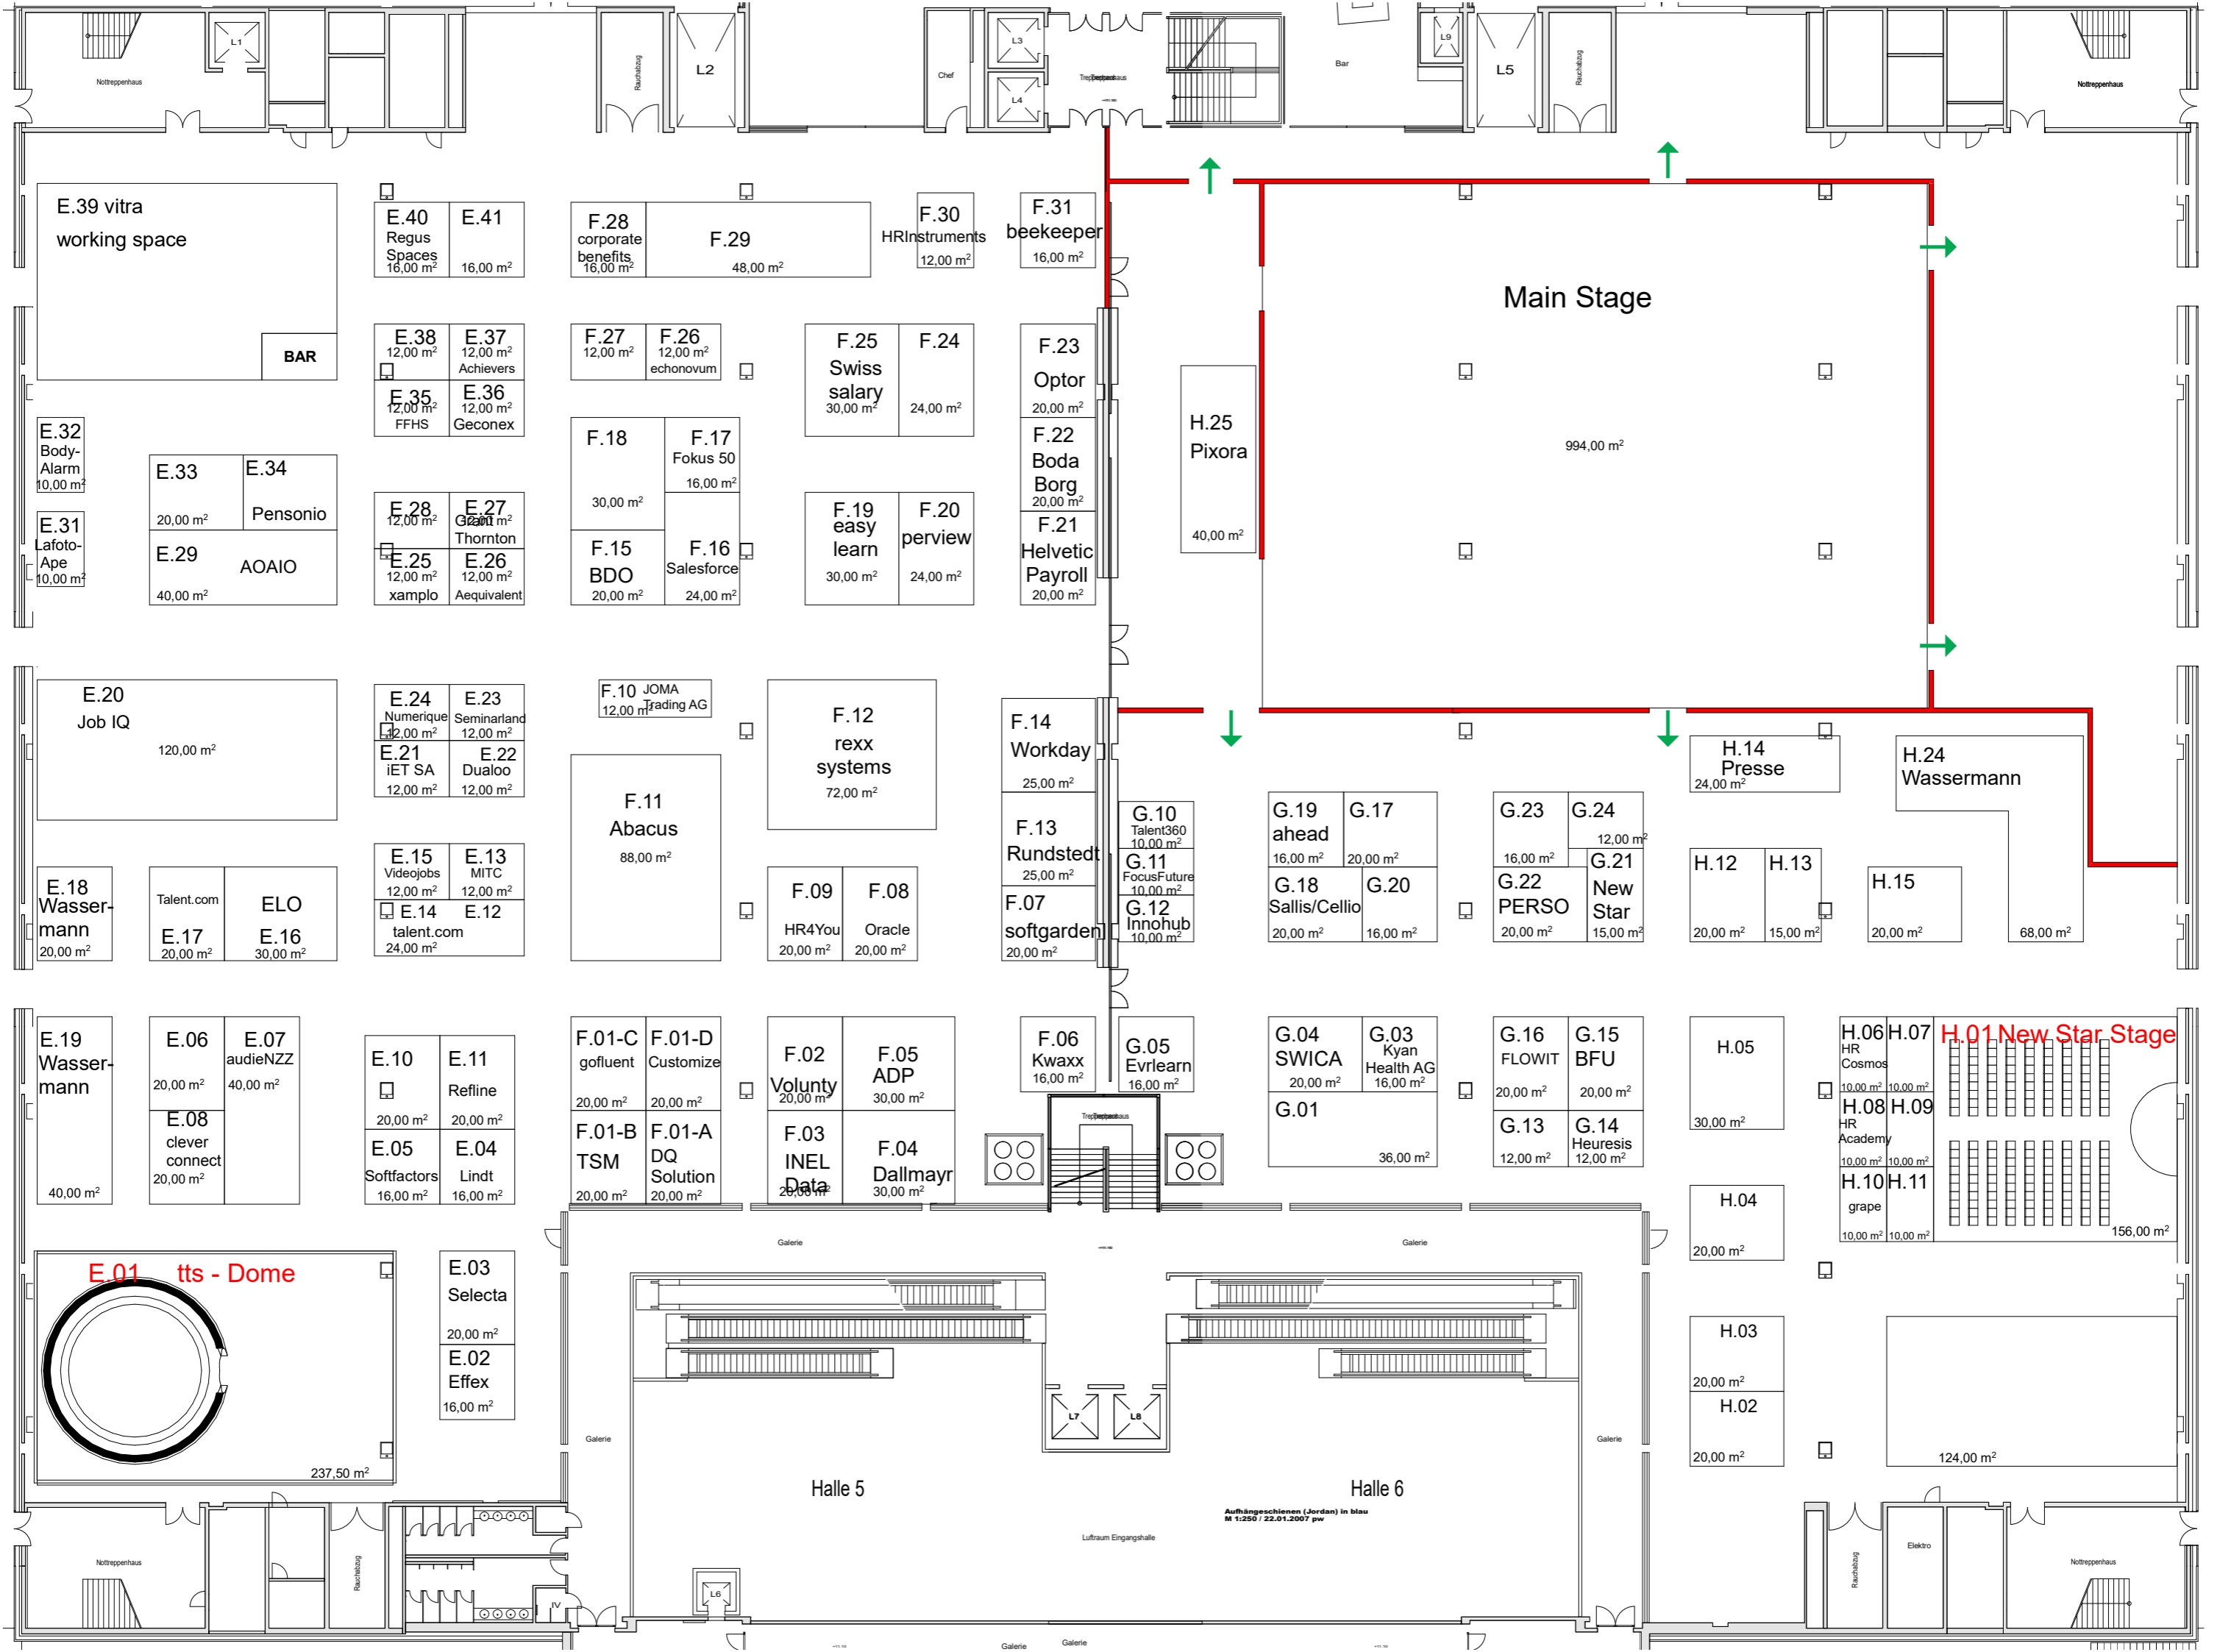 L1
L2
L3
L4
L9
L5
Nottreppenhaus
Rauchabzug
Chef
Bar
Rauchabzug
Nottreppenhaus
E.39 vitra
working space
BAR
E.40
Regus
Spaces
16,00 m²
E.41
16,00 m²
F.28
corporate
benefits
16,00 m²
F.29
48,00 m²
F.30
HRInstruments
12,00 m²
F.31
beekeeper
16,00 m²
Main Stage
994,00 m²
E.38
12,00 m²
E.37
12,00 m²
Achievers
E.35
12,00 m²
FFHS
E.36
12,00 m²
Geconex
F.27
12,00 m²
F.26
12,00 m²
echonovum
F.25
Swiss
salary
30,00 m²
F.24
24,00 m²
F.23
Optor
20,00 m²
H.25
Pixora
40,00 m²
E.32
Body-
Alarm
10,00 m²
E.33
20,00 m²
E.34
Pensonio
E.31
Lafoto-
Ape
10,00 m²
E.29
AOAIO
40,00 m²
E.28
12,00 m²
E.27
12,00 m²
Grant
Thornton
E.25
12,00 m²
xamplo
E.26
12,00 m²
Aequivalent
F.18
30,00 m²
F.17
Fokus 50
16,00 m²
F.15
BDO
20,00 m²
F.16
Salesforce
24,00 m²
F.19
easy
learn
30,00 m²
F.20
perview
24,00 m²
F.22
Boda
Borg
20,00 m²
F.21
Helvetic
Payroll
20,00 m²
E.20
Job IQ
120,00 m²
E.24
Numerique
12,00 m²
E.23
Seminarland
12,00 m²
E.21
iET SA
12,00 m²
E.22
Dualoo
12,00 m²
F.10 JOMA
Trading AG
12,00 m²
F.11
Abacus
88,00 m²
F.12
rexx
systems
72,00 m²
F.14
Workday
25,00 m²
F.13
Rundstedt
25,00 m²
F.07
softgarden
20,00 m²
G.10
Talent360
10,00 m²
G.11
FocusFuture
10,00 m²
G.12
Innohub
10,00 m²
G.19
ahead
16,00 m²
G.17
20,00 m²
G.18
Sallis/Cellio
20,00 m²
G.20
16,00 m²
G.23
16,00 m²
G.24
12,00 m²
G.22
PERSO
20,00 m²
G.21
New
Star
15,00 m²
H.14
Presse
24,00 m²
H.24
Wassermann
68,00 m²
H.12
20,00 m²
H.13
15,00 m²
H.15
20,00 m²
E.18
Wasser-
mann
20,00 m²
Talent.com
E.17
20,00 m²
ELO
E.16
30,00 m²
E.15
Videojobs
12,00 m²
E.13
MITC
12,00 m²
E.14 E.12
talent.com
24,00 m²
F.09
HR4You
20,00 m²
F.08
Oracle
20,00 m²
E.19
Wasser-
mann
40,00 m²
E.06
20,00 m²
E.07
audieNZZ
40,00 m²
E.08
clever
connect
20,00 m²
E.10
20,00 m²
E.11
Refline
20,00 m²
E.05
Softfactors
16,00 m²
E.04
Lindt
16,00 m²
F.01-C
gofluent
20,00 m²
F.01-D
Customize
20,00 m²
F.01-B
TSM
20,00 m²
F.01-A
DQ
Solution
20,00 m²
F.02
Volunty
20,00 m²
F.05
ADP
30,00 m²
F.03
INEL
Data
20,00 m²
F.04
Dallmayr
30,00 m²
F.06
Kwaxx
16,00 m²
G.05
Evrlearn
16,00 m²
G.04
SWICA
20,00 m²
G.03
Kyan
Health AG
16,00 m²
G.01
36,00 m²
G.16
FLOWIT
20,00 m²
G.15
BFU
20,00 m²
G.13
12,00 m²
G.14
Heuresis
12,00 m²
H.05
30,00 m²
H.06
HR
Cosmos
10,00 m²
H.07
10,00 m²
H.01 New Star Stage
156,00 m²
H.08
HR
Academy
10,00 m²
H.09
10,00 m²
H.10
grape
10,00 m²
H.11
10,00 m²
H.04
20,00 m²
H.03
20,00 m²
H.02
20,00 m²
124,00 m²
E.01 tts - Dome
237,50 m²
E.03
Selecta
20,00 m²
E.02
Effex
16,00 m²
Galerie
Galerie
Galerie
Galerie
L7
L8
Halle 5
Halle 6
Aufhängeschienen (Jordan) in blau
M 1:250 / 22.01.2007 pw
Luftraum Eingangshalle
Nottreppenhaus
Rauchabzug
IV
L6
Rauchabzug
Elektro
Nottreppenhaus
Galerie
Galerie